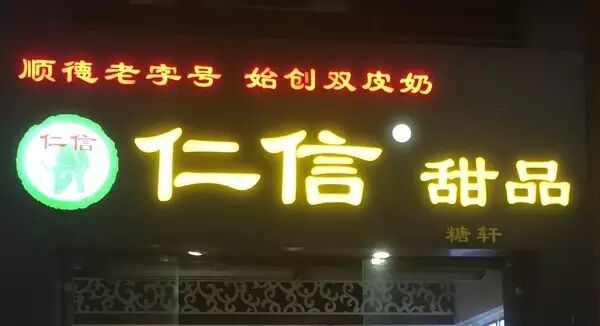 顺德老字号 始创双皮奶
仁信
仁信 甜品
糖轩